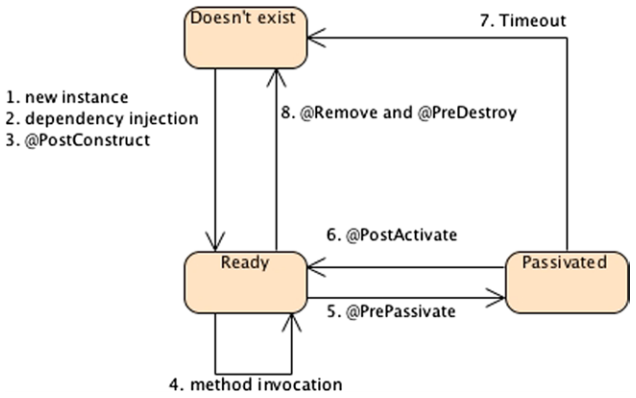 Doesn't exist
7. Timeout
1. new instance
2. dependency injection
3. @PostConstruct
8. @Remove and @PreDestroy
6. @PostActivate
Ready
Passivated
5. @PrePassivate
4. method invocation